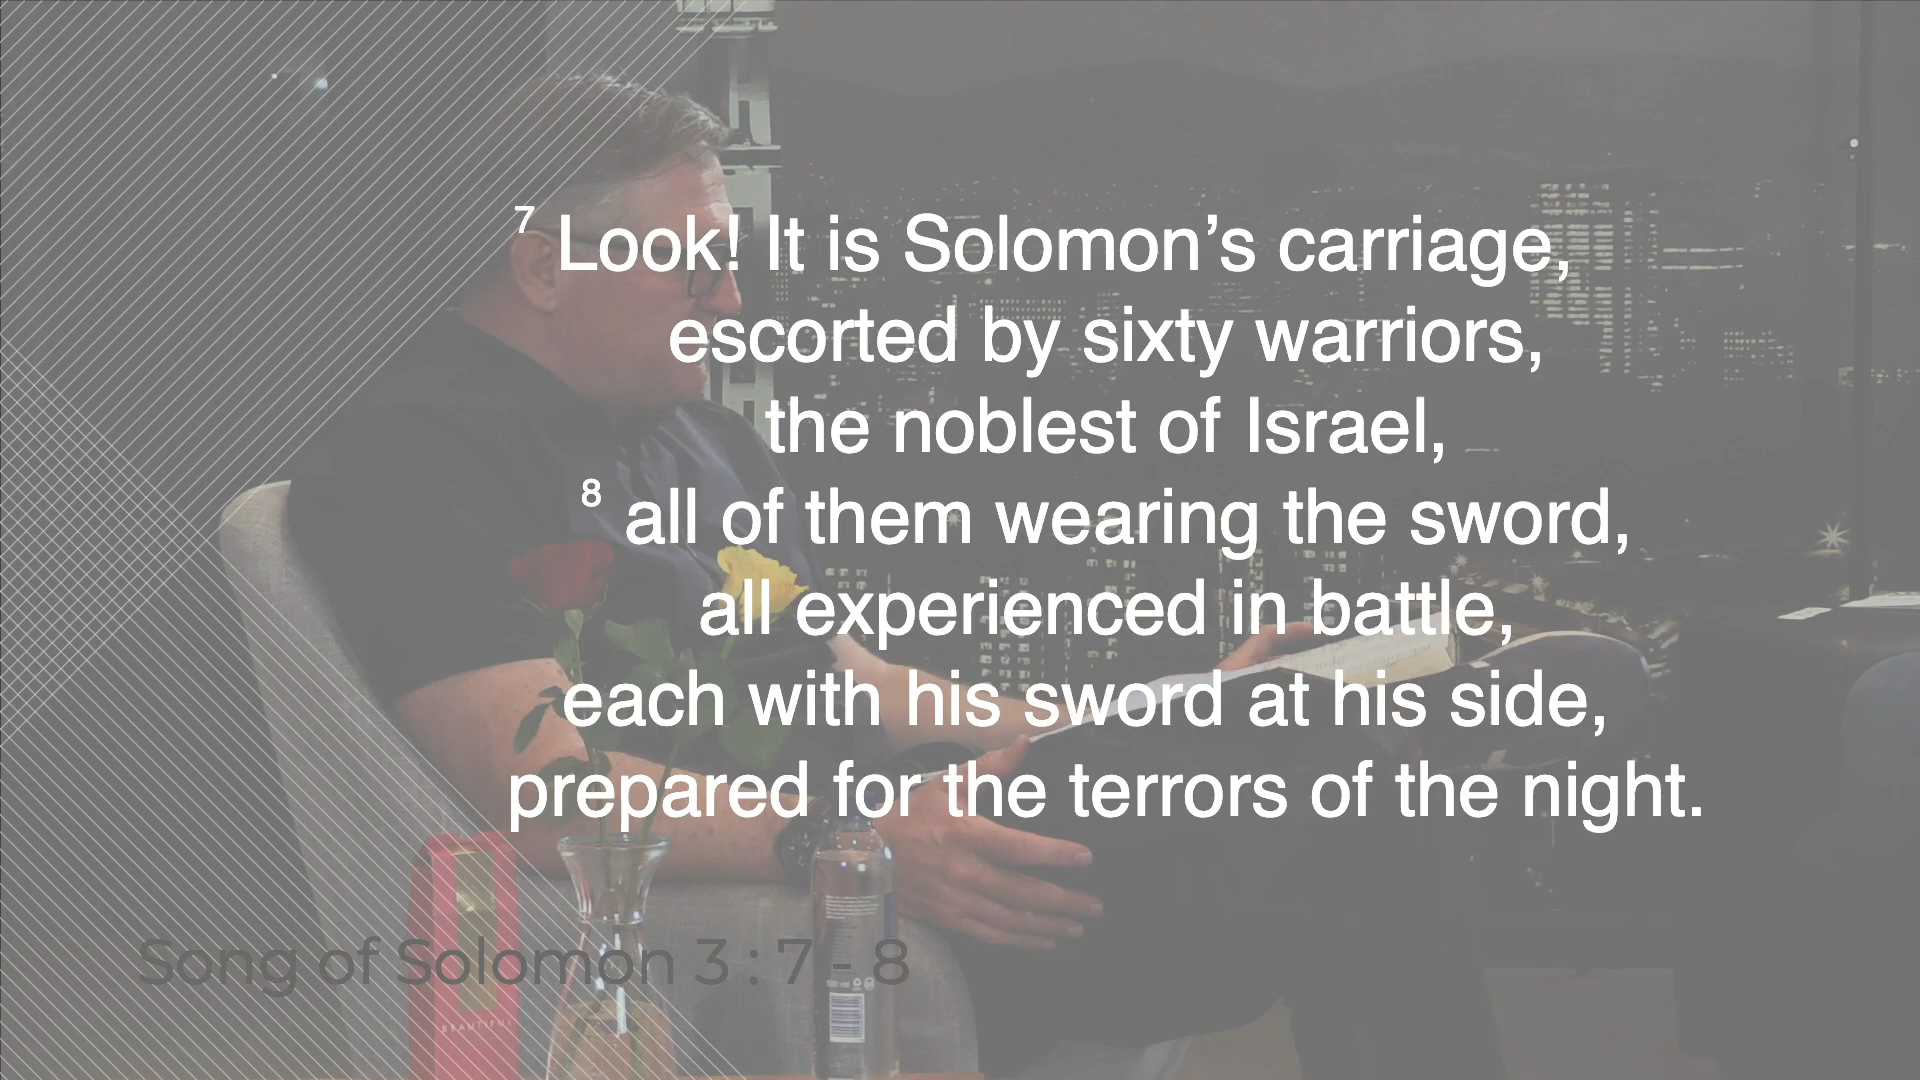 7 Look! It is Solomon’s carriage,
escorted by sixty warriors,
the noblest of Israel,
8 all of them wearing the sword,
all experienced in battle,
each with his sword at his side,
prepared for the terrors of the night.
Song of Solomon 3 : 7 - 8
BEAUTIFUL